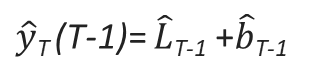 ŷ_T (T-1)= L̂_{T-1} +b̂_{T-1}